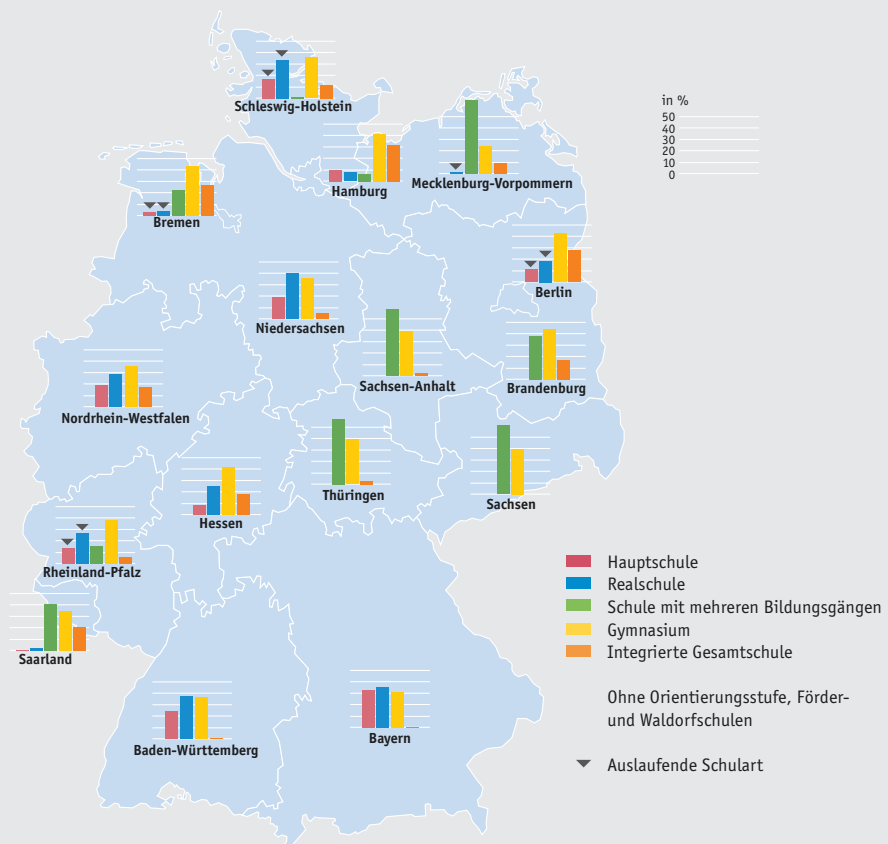 Schleswig-Holstein
in %
50
40
30
20
10
0
Hamburg
Mecklenburg-Vorpommern
Bremen
Berlin
Niedersachsen
Sachsen-Anhalt
Brandenburg
Nordrhein-Westfalen
Thüringen
Sachsen
Hessen
Rheinland-Pfalz
Saarland
Baden-Württemberg
Bayern
Hauptschule
Realschule
Schule mit mehreren Bildungsgängen
Gymnasium
Integrierte Gesamtschule
Ohne Orientierungsstufe, Förder-
und Waldorfschulen
Auslaufende Schulart